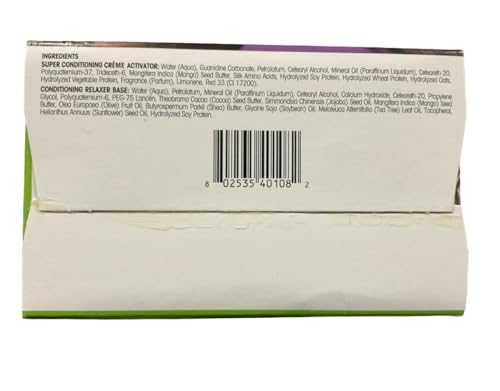 INGREDIENTS
SUPER CONDITIONING CRÈME ACTIVATOR: Water (Aqua), Guanidine Carbonate, Petrolatum, Cetearyl Alcohol, Mineral Oil (Paraffinum Liquidum), Ceteareth-20,
Polyquaternium-37, Trideceth-6, Mangifera Indica (Mango) Seed Butter, Silk Amino Acids, Hydrolyzed Soy Protein, Hydrolyzed Wheat Protein, Hydrolyzed Oats,
Hydrolyzed Vegetable Protein, Fragrance (Parfum), Limonene, Red 33 (CI 17200).
CONDITIONING RELAXER BASE: Water (Aqua), Petrolatum, Mineral Oil (Paraffinum Liquidum), Cetearyl Alcohol, Calcium Hydroxide, Ceteareth-20, Propylene
Glycol, Polyquaternium-6, PEG-75 Lanolin, Theobroma Cacao (Cocoa) Seed Butter, Simmondsia Chinensis (Jojoba) Seed Oil, Mangifera Indica (Mango) Seed
Butter, Olea Europaea (Olive) Fruit Oil, Butyrospermum Parkii (Shea) Butter, Glycine Soja (Soybean) Oil, Melaleuca Alternifolia (Tea Tree) Leaf Oil, Tocopherol,
Helianthus Annuus (Sunflower) Seed Oil, Hydrolyzed Soy Protein.
8 02535 40108 2